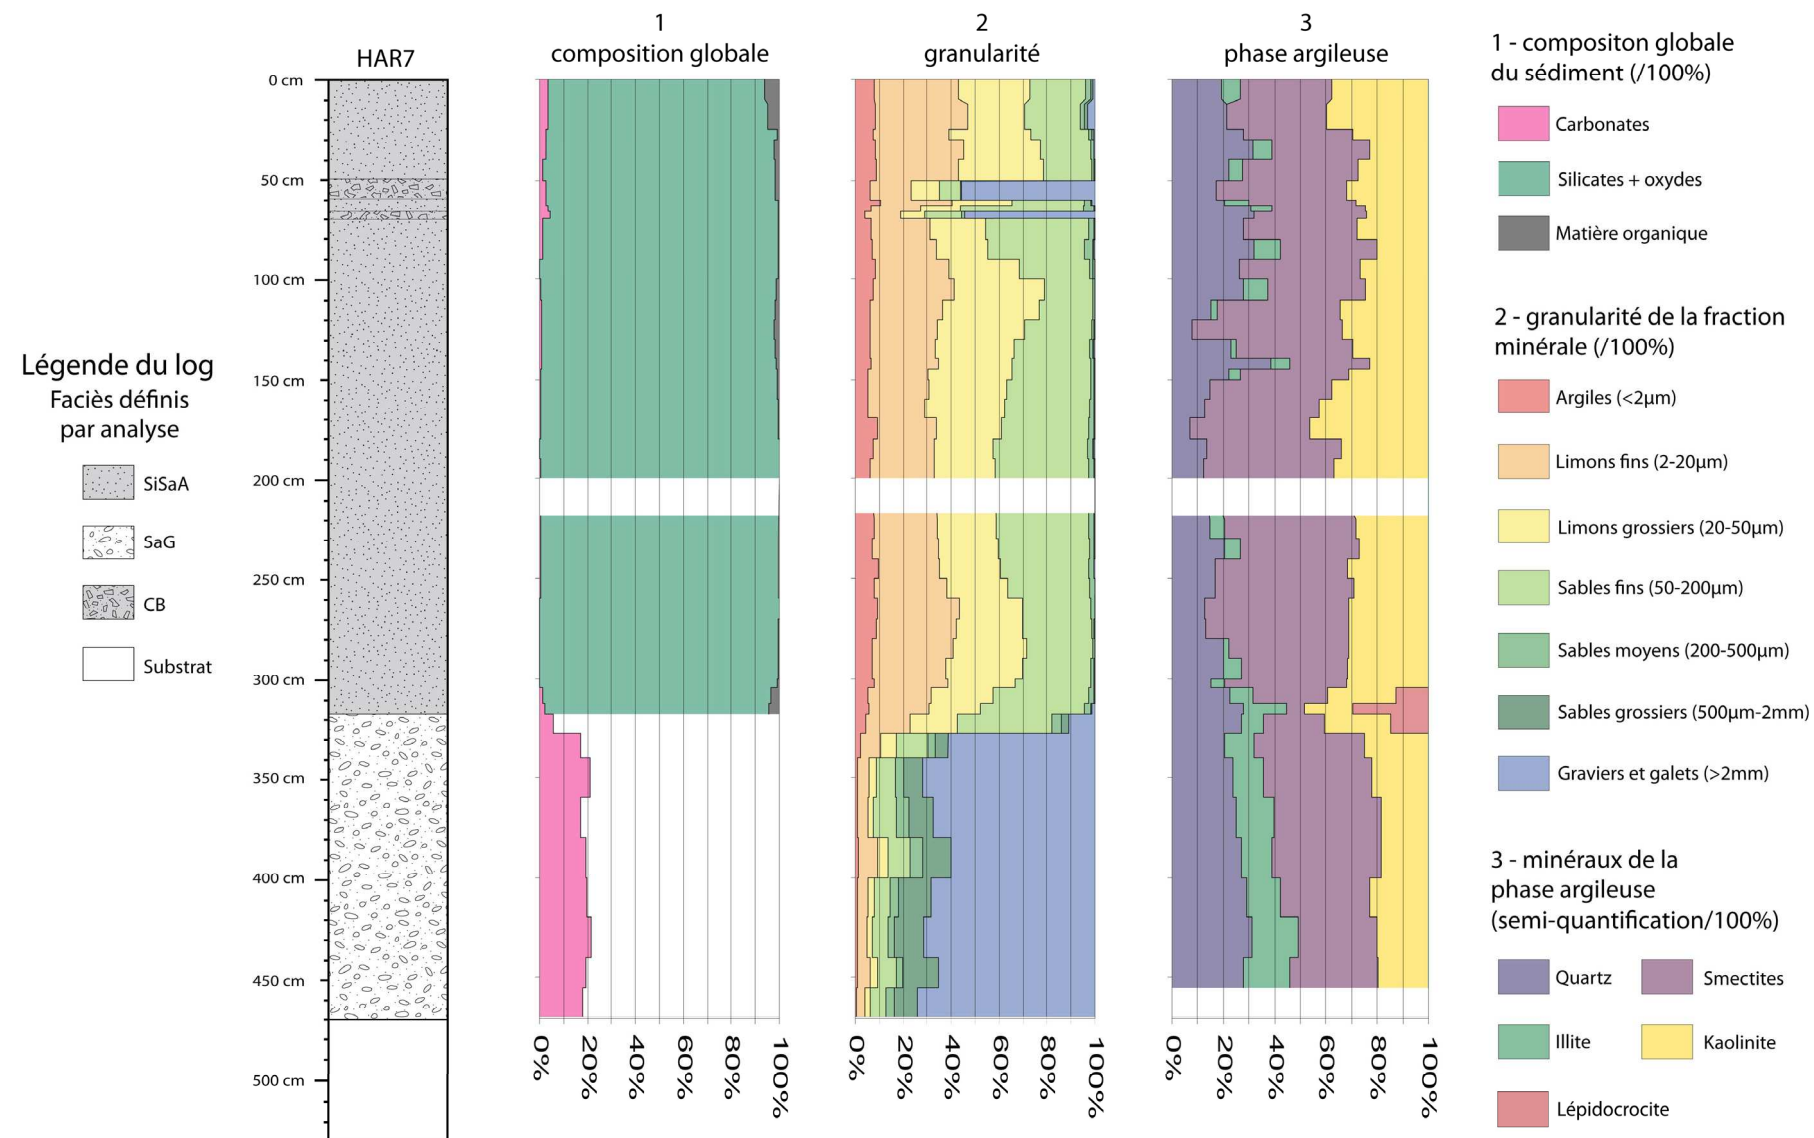 1
composition globale
2
granularité
3
phase argileuse
HAR7
0 cm
50 cm
100 cm
150 cm
200 cm
250 cm
300 cm
350 cm
400 cm
450 cm
500 cm
Légende du log
Faciès définis
par analyse
SiSaA
SaG
CB
Substrat
0%
20%
40%
60%
80%
100%
0%
20%
40%
60%
80%
100%
0%
20%
40%
60%
80%
100%
1 - compositon globale
du sédiment (/100%)
Carbonates
Silicates + oxydes
Matière organique
2 - granularité de la fraction
minérale (/100%)
Argiles (<2μm)
Limons fins (2-20μm)
Limons grossiers (20-50μm)
Sables fins (50-200μm)
Sables moyens (200-500μm)
Sables grossiers (500μm-2mm)
Graviers et galets (>2mm)
3 - minéraux de la
phase argileuse
(semi-quantification/100%)
Quartz
Smectites
Illite
Kaolinite
Lépidocrocite